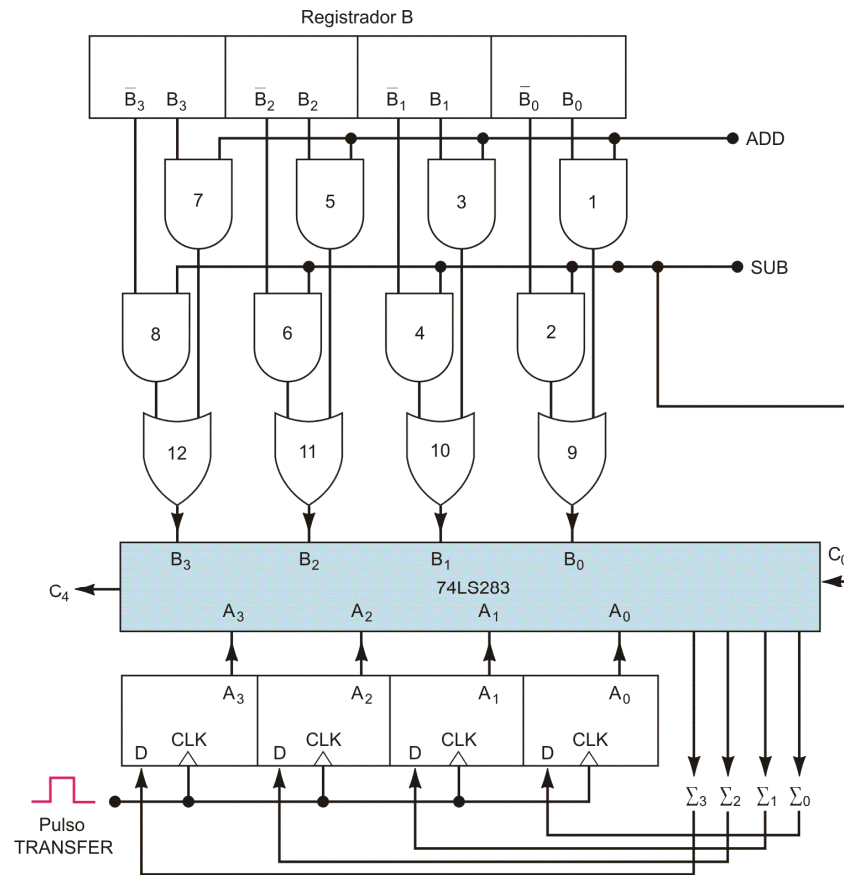 Registrador B
B̅₃ B₃ B̅₂ B₂ B̅₁ B₁ B̅₀ B₀
ADD
7 5 3 1
SUB
8 6 4 2
12 11 10 9
B₃ B₂ B₁ B₀
C₀
C₄
74LS283
A₃ A₂ A₁ A₀
A₃ A₂ A₁ A₀
D CLK D CLK D CLK D CLK
Σ₃ Σ₂ Σ₁ Σ₀
Pulso
TRANSFER